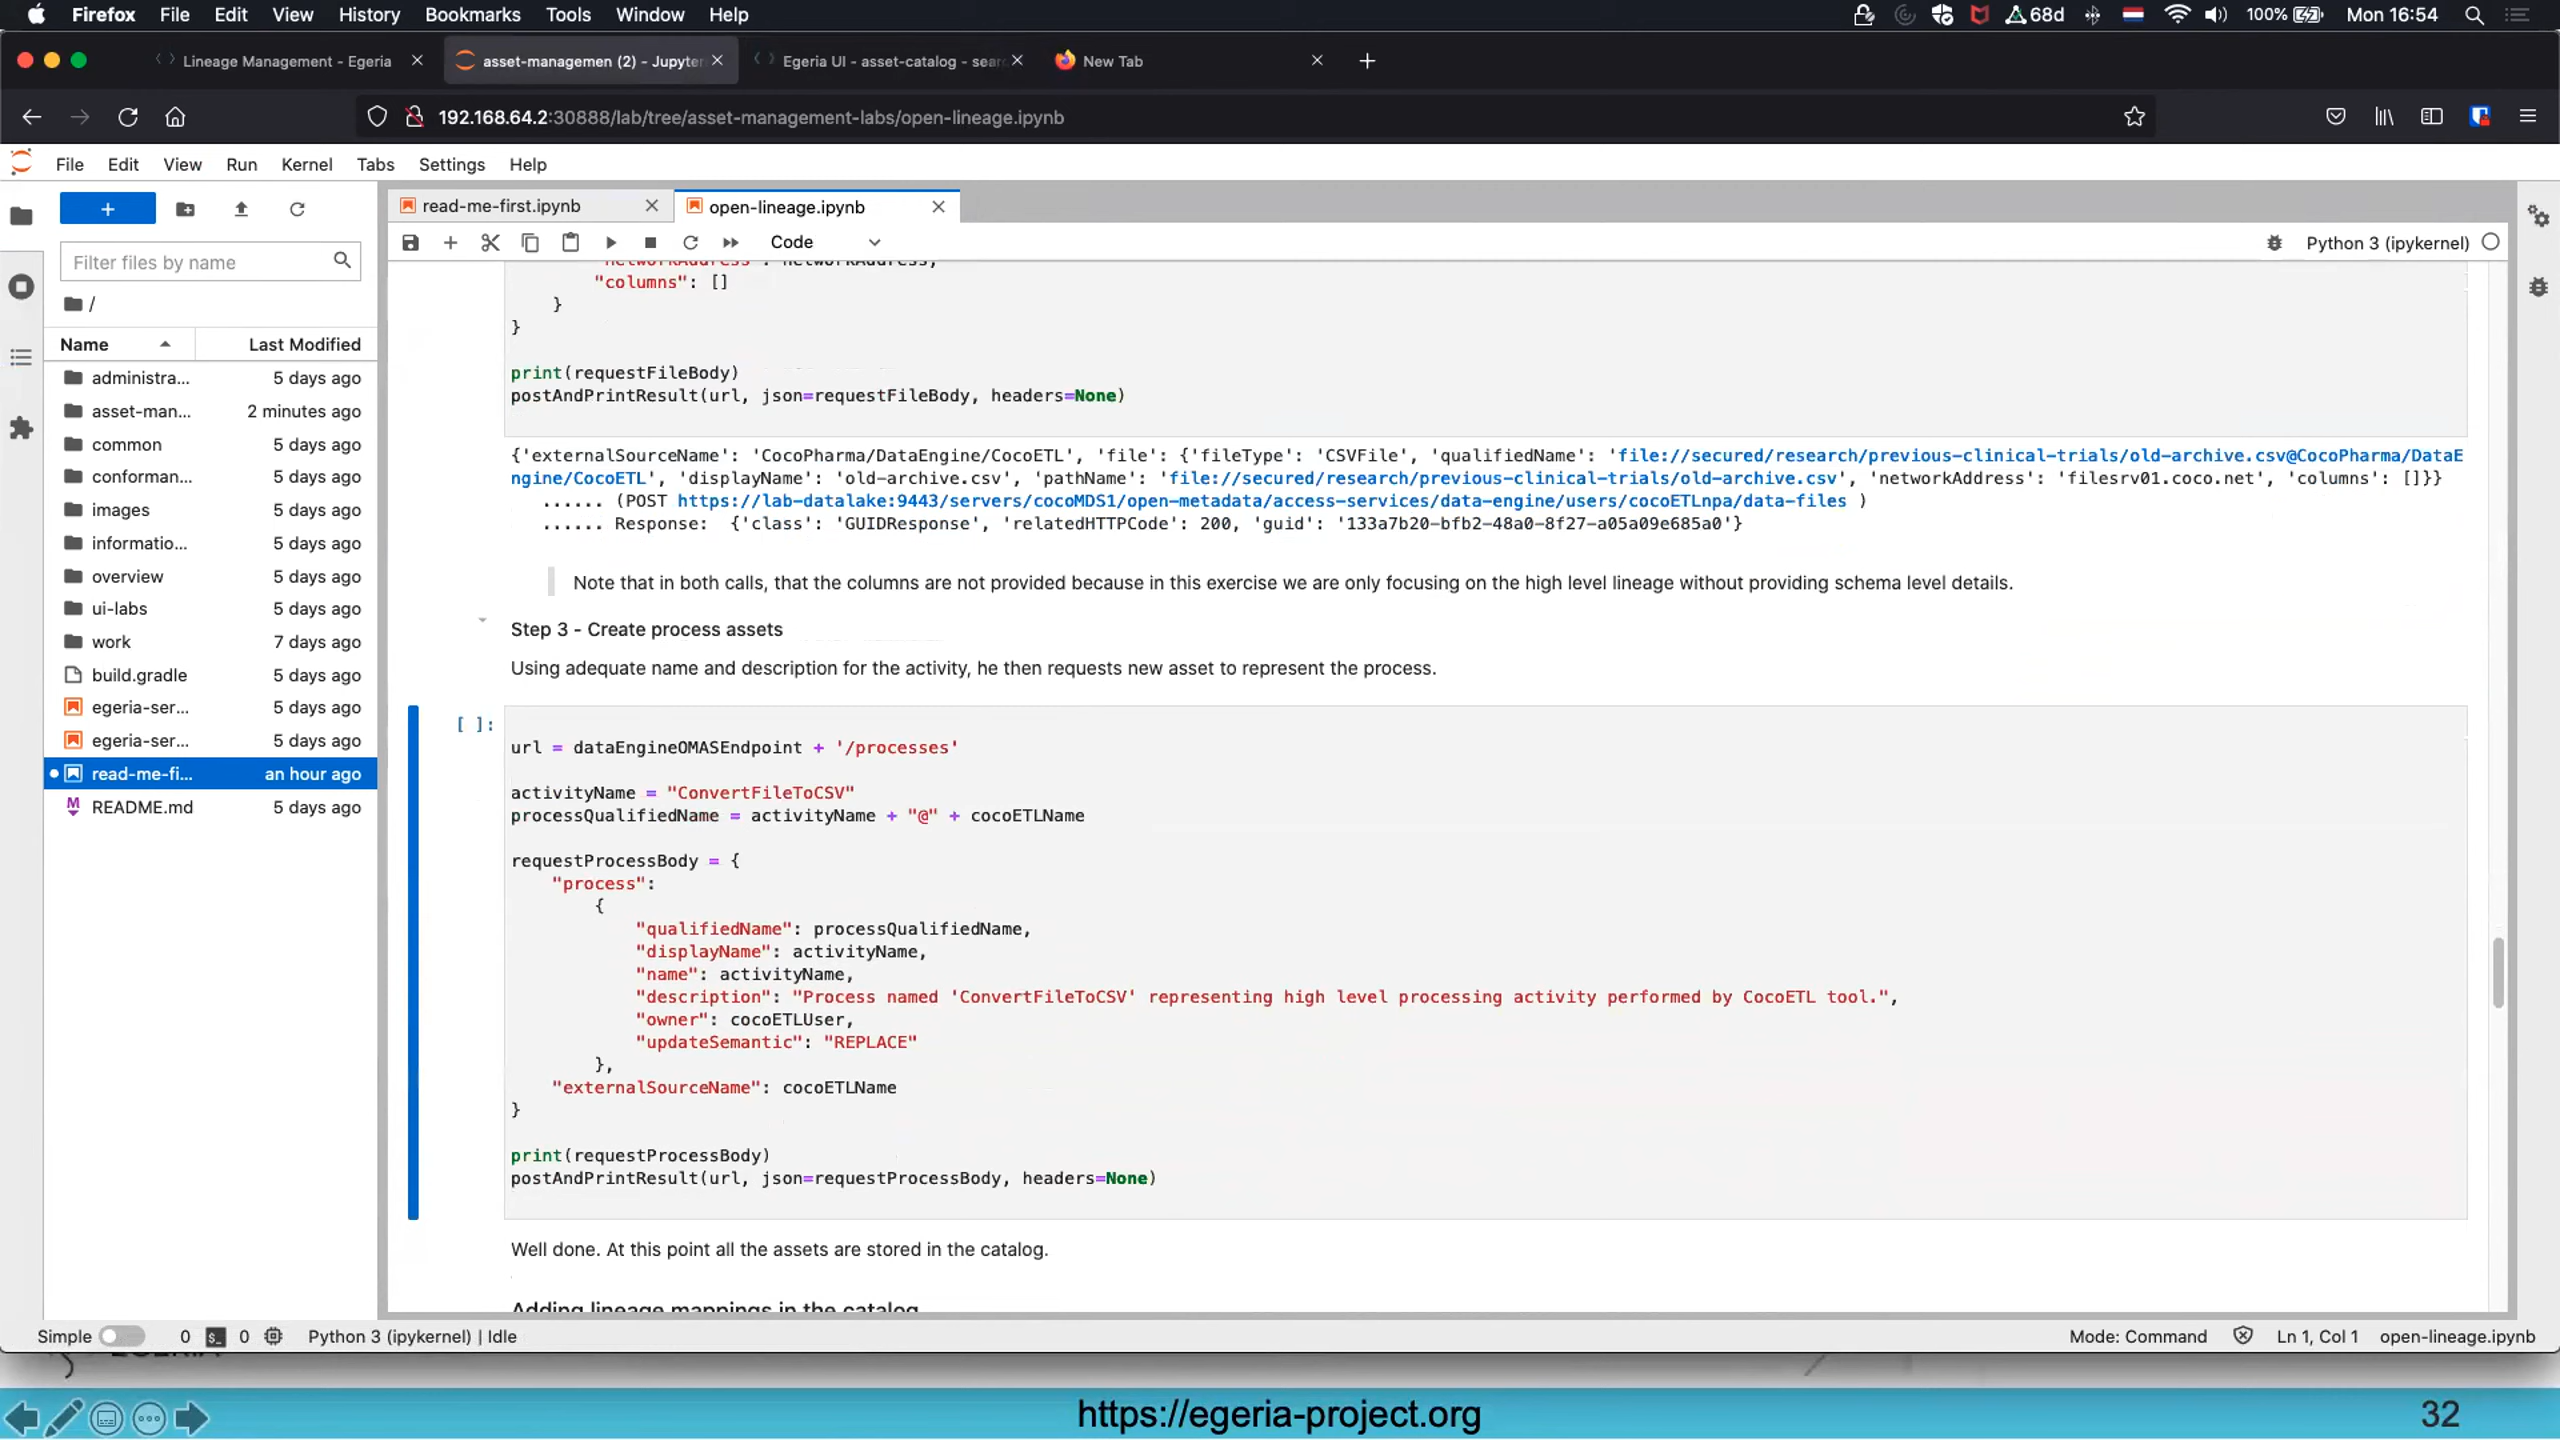 Firefox File Edit View History Bookmarks Tools Window Help 68d 100% Mon 16:54
Lineage Management - Egeria asset-managemen (2) - Jupyter Egeria UI - asset-catalog - sear New Tab
192.168.64.2:30888/lab/tree/asset-management-labs/open-lineage.ipynb
File Edit View Run Kernel Tabs Settings Help
read-me-first.ipynb open-lineage.ipynb
Code Python 3 (ipykernel)
Filter files by name
/
Name Last Modified
administra... 5 days ago
asset-man... 2 minutes ago
common 5 days ago
conforman... 5 days ago
images 5 days ago
informatio... 5 days ago
overview 5 days ago
ui-labs 5 days ago
work 7 days ago
build.gradle 5 days ago
egeria-ser... 5 days ago
egeria-ser... 5 days ago
read-me-fi... an hour ago
README.md 5 days ago
"networkAddress": networkAddress,
"columns": []
}
}
print(requestFileBody)
postAndPrintResult(url, json=requestFileBody, headers=None)
{'externalSourceName': 'CocoPharma/DataEngine/CocoETL', 'file': {'fileType': 'CSVFile', 'qualifiedName': 'file://secured/research/previous-clinical-trials/old-archive.csv@CocoPharma/DataE
ngine/CocoETL', 'displayName': 'old-archive.csv', 'pathName': 'file://secured/research/previous-clinical-trials/old-archive.csv', 'networkAddress': 'filesrv01.coco.net', 'columns': []}}
...... (POST https://lab-datalake:9443/servers/cocoMDS1/open-metadata/access-services/data-engine/users/cocoETLnpa/data-files )
...... Response: {'class': 'GUIDResponse', 'relatedHTTPCode': 200, 'guid': '133a7b20-bfb2-48a0-8f27-a05a09e685a0'}
Note that in both calls, that the columns are not provided because in this exercise we are only focusing on the high level lineage without providing schema level details.
Step 3 - Create process assets
Using adequate name and description for the activity, he then requests new asset to represent the process.
[ ]:
url = dataEngineOMASEndpoint + '/processes'
activityName = "ConvertFileToCSV"
processQualifiedName = activityName + "@" + cocoETLName
requestProcessBody = {
"process":
{
"qualifiedName": processQualifiedName,
"displayName": activityName,
"name": activityName,
"description": "Process named 'ConvertFileToCSV' representing high level processing activity performed by CocoETL tool.",
"owner": cocoETLUser,
"updateSemantic": "REPLACE"
},
"externalSourceName": cocoETLName
}
print(requestProcessBody)
postAndPrintResult(url, json=requestProcessBody, headers=None)
Well done. At this point all the assets are stored in the catalog.
Adding lineage mappings in the catalog
Simple 0 0 Python 3 (ipykernel) | Idle Mode: Command Ln 1, Col 1 open-lineage.ipynb
EGERIA
https://egeria-project.org
32